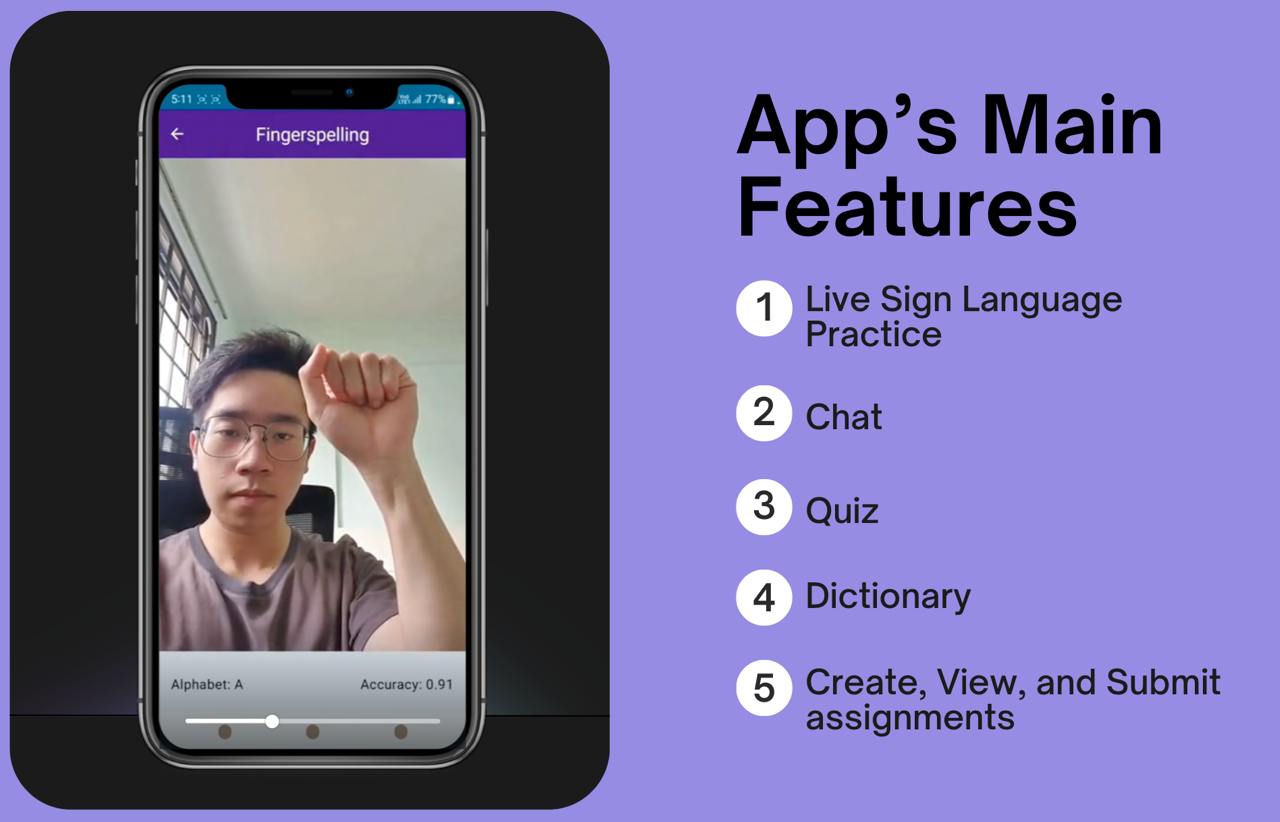 5:11 77%
Fingerspelling
Alphabet: A Accuracy: 0.91
App’s Main
Features
1 Live Sign Language
Practice
2 Chat
3 Quiz
4 Dictionary
5 Create, View, and Submit
assignments